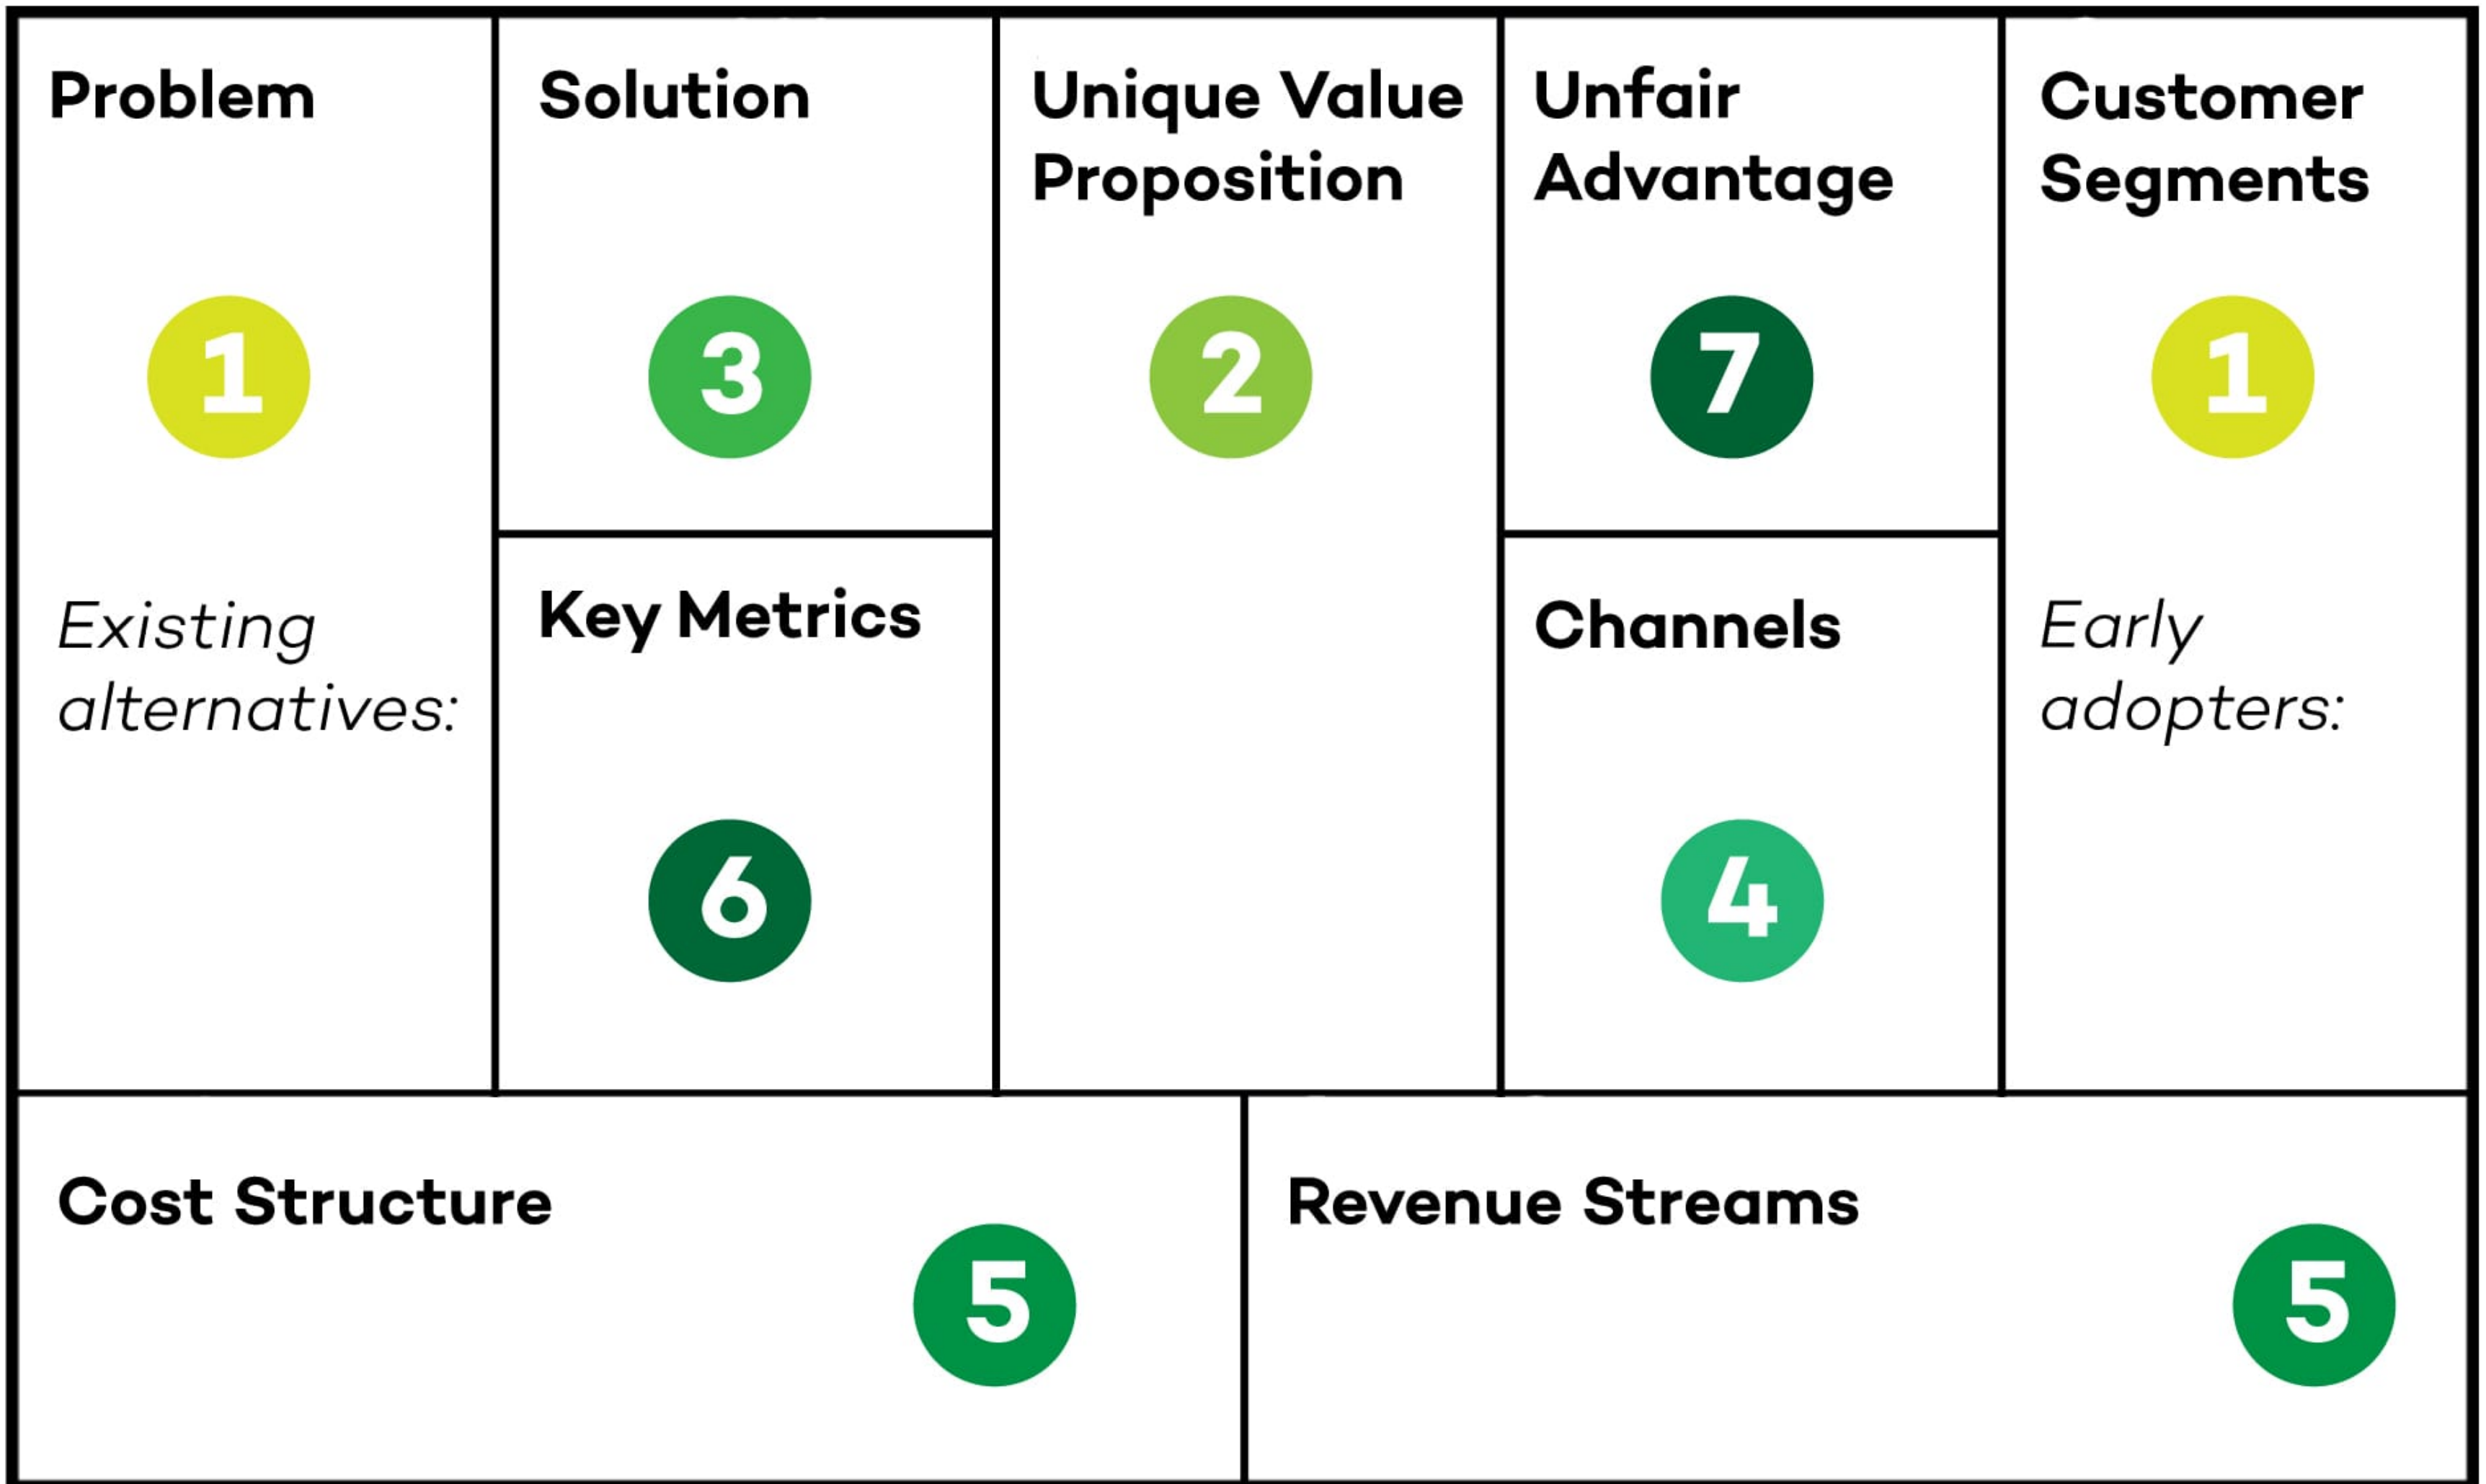 Problem
1
Existing
alternatives:
Solution
3
Key Metrics
6
Unique Value
Proposition
2
Unfair
Advantage
7
Channels
4
Customer
Segments
1
Early
adopters:
Cost Structure
5
Revenue Streams
5